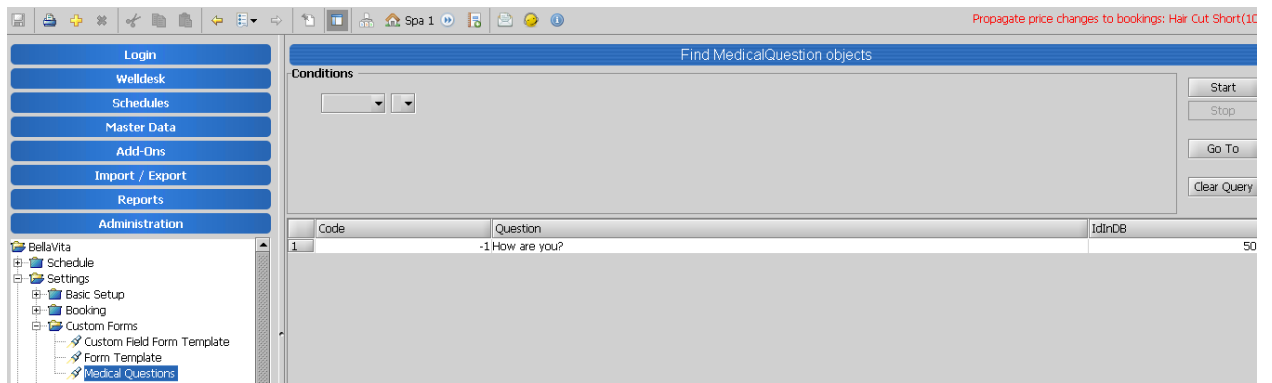 Spa 1
Propagate price changes to bookings: Hair Cut Short(10
Login
Welldesk
Schedules
Master Data
Add-Ons
Import / Export
Reports
Administration
BellaVita
Schedule
Settings
Basic Setup
Booking
Custom Forms
Custom Field Form Template
Form Template
Medical Questions
Find MedicalQuestion objects
Conditions
Start
Stop
Go To
Clear Query
Code Question IdInDB
1 -1 How are you? 50